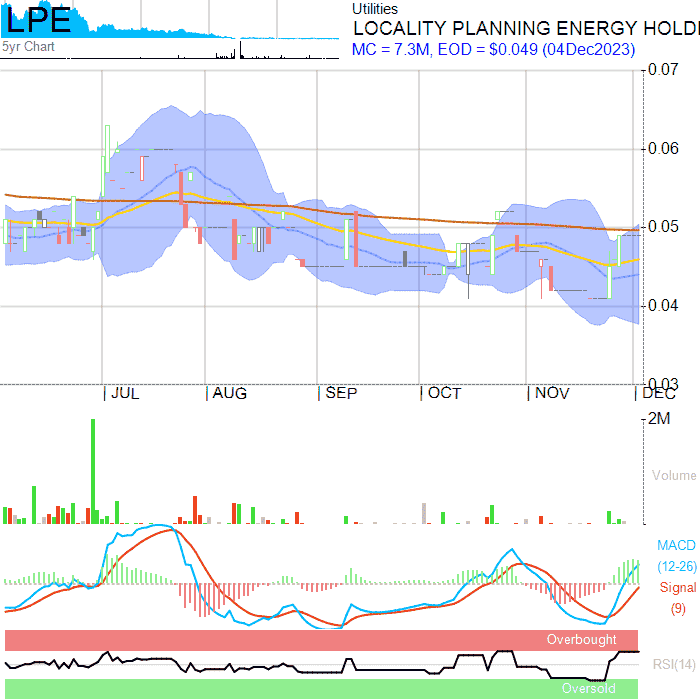 LPE
5yr Chart
Utilities
LOCALITY PLANNING ENERGY HOLDI
MC = 7.3M, EOD = $0.049 (04Dec2023)
0.07
0.06
0.05
0.04
0.03
JUL
AUG
SEP
OCT
NOV
DEC
2M
Volume
MACD
(12-26)
Signal
(9)
Overbought
RSI(14)
Oversold